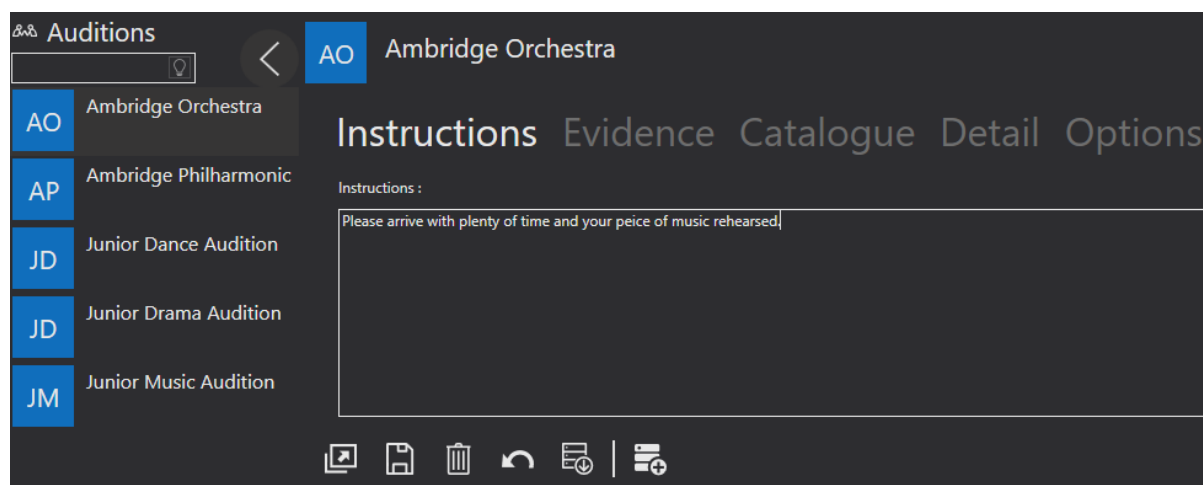 Auditions
AO Ambridge Orchestra
AP Ambridge Philharmonic
JD Junior Dance Audition
JD Junior Drama Audition
JM Junior Music Audition
AO Ambridge Orchestra
Instructions Evidence Catalogue Detail Options
Instructions :
Please arrive with plenty of time and your peice of music rehearsed.